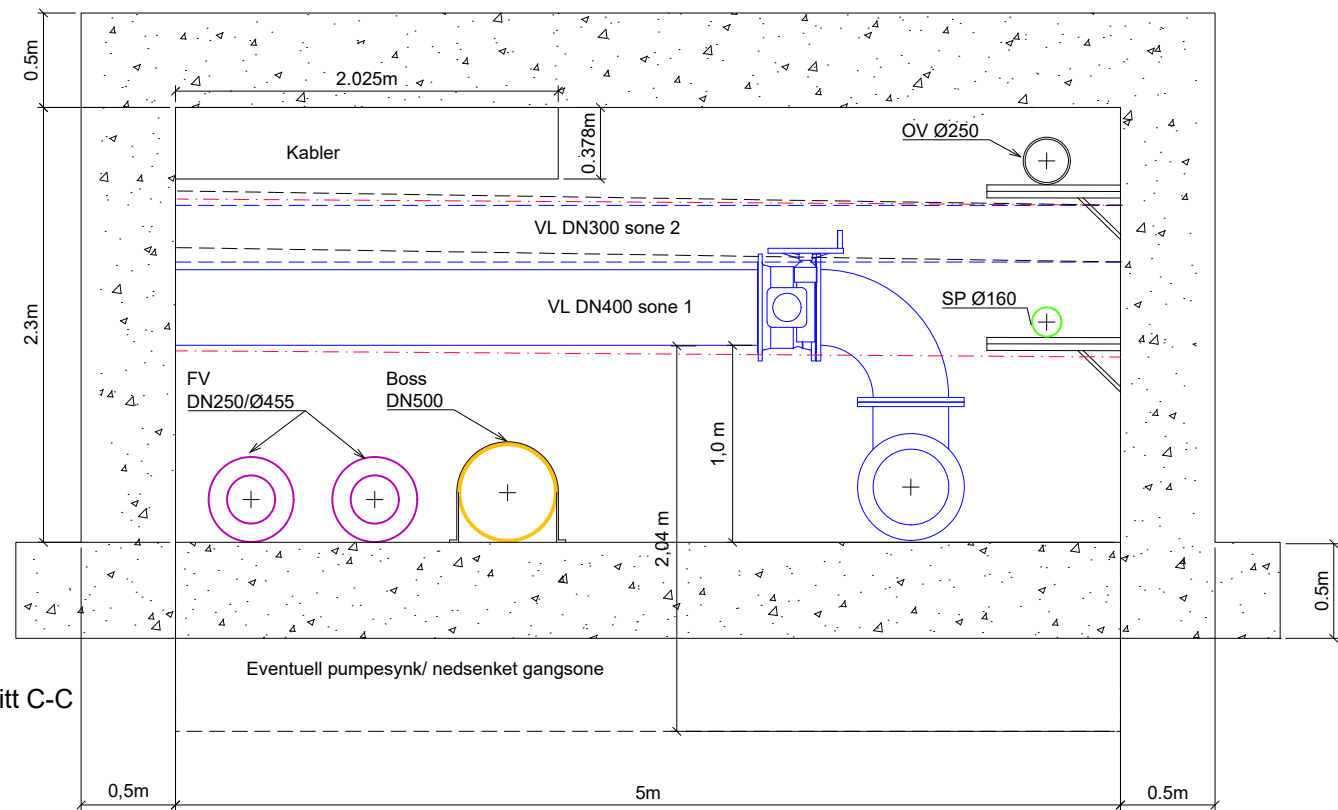 0.5m
2.025m
0.378m
Kabler
OV Ø250
VL DN300 sone 2
VL DN400 sone 1
SP Ø160
2.3m
FV
DN250/Ø455
Boss
DN500
1,0 m
2,04 m
0.5m
Eventuell pumpesynk/ nedsenket gangsone
itt C-C
0,5m
5m
0.5m